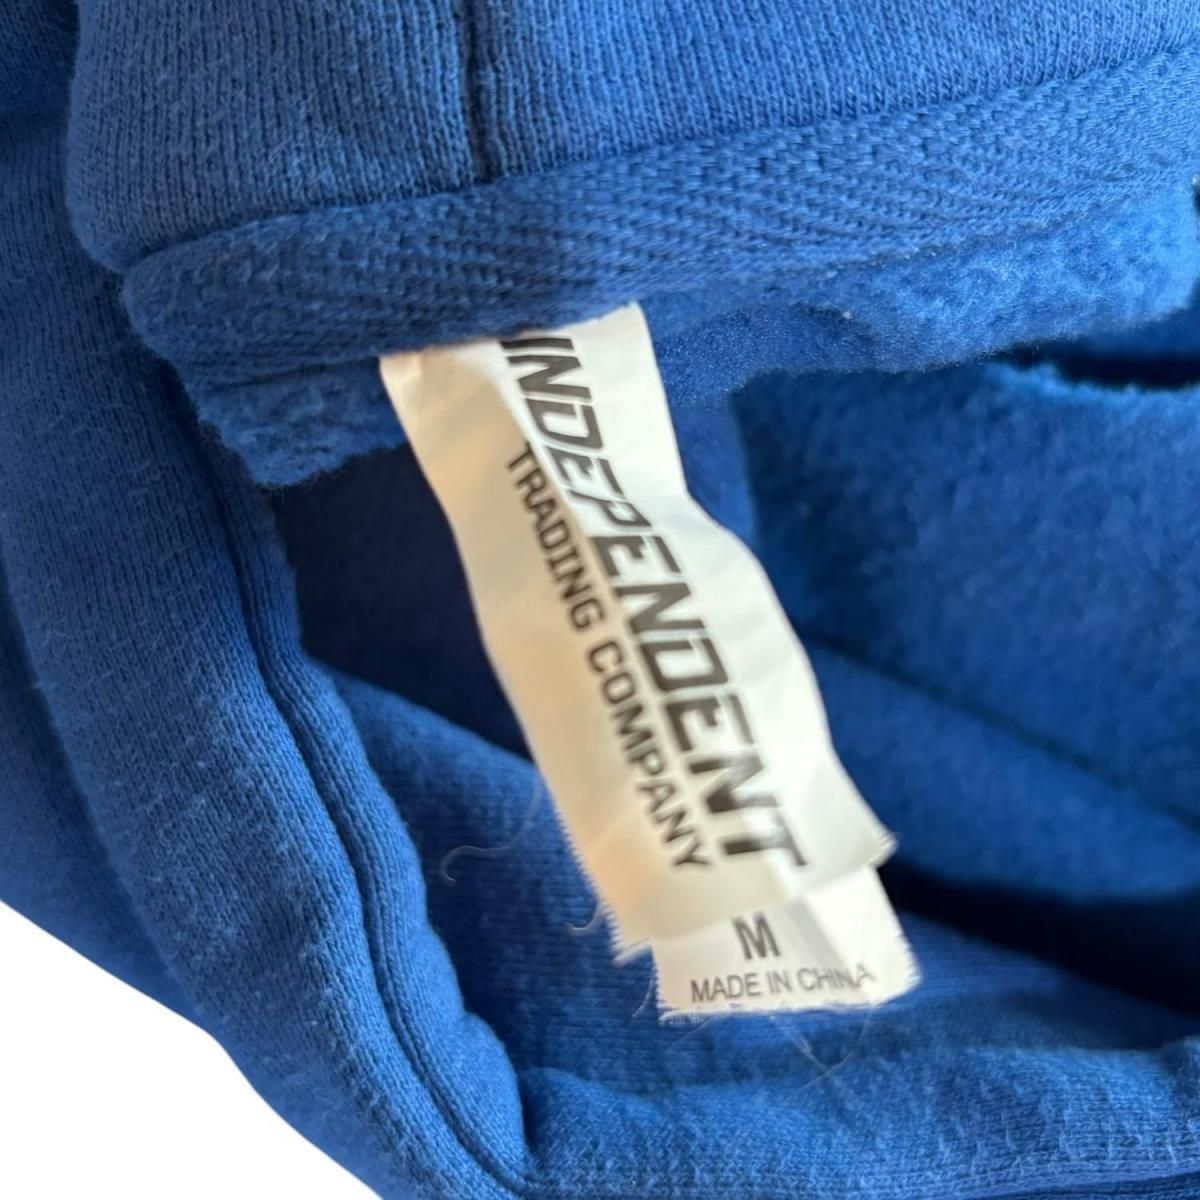 INDEPENDENT
TRADING COMPANY
M
MADE IN CHINA